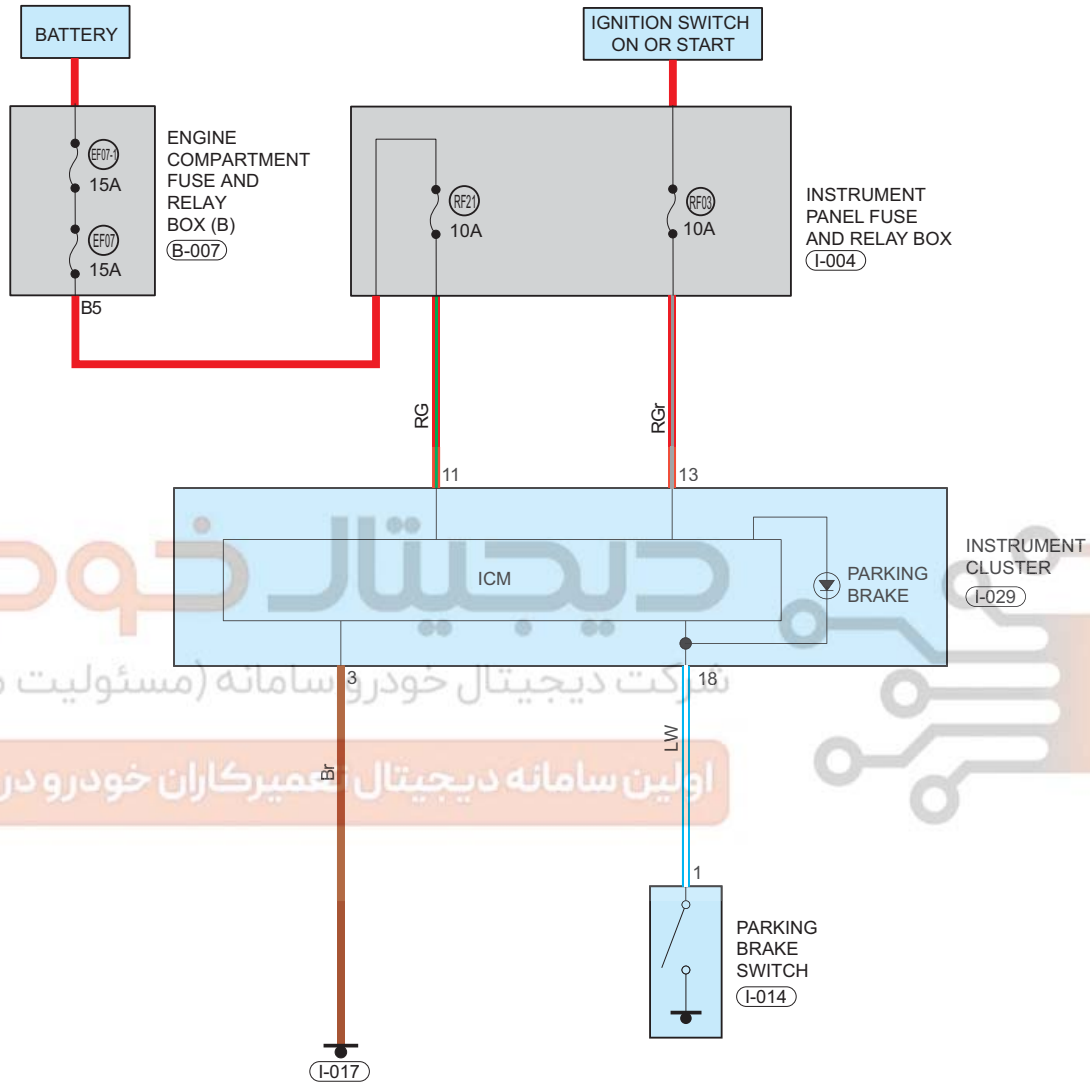 BATTERY
IGNITION SWITCH
ON OR START
EF07-1
15A
EF07
15A
ENGINE
COMPARTMENT
FUSE AND
RELAY
BOX (B)
B-007
B5
RF21
10A
RF03
10A
INSTRUMENT
PANEL FUSE
AND RELAY BOX
I-004
RG
RGr
11
13
ICM
PARKING
BRAKE
INSTRUMENT
CLUSTER
I-029
دیجیتال
شرکت دیجیتال خودرو سامانه (مسئولیت
3
18
Br
LW
اولین سامانه دیجیتال تعمیرکاران خودرو در
1
PARKING
BRAKE
SWITCH
I-014
I-017